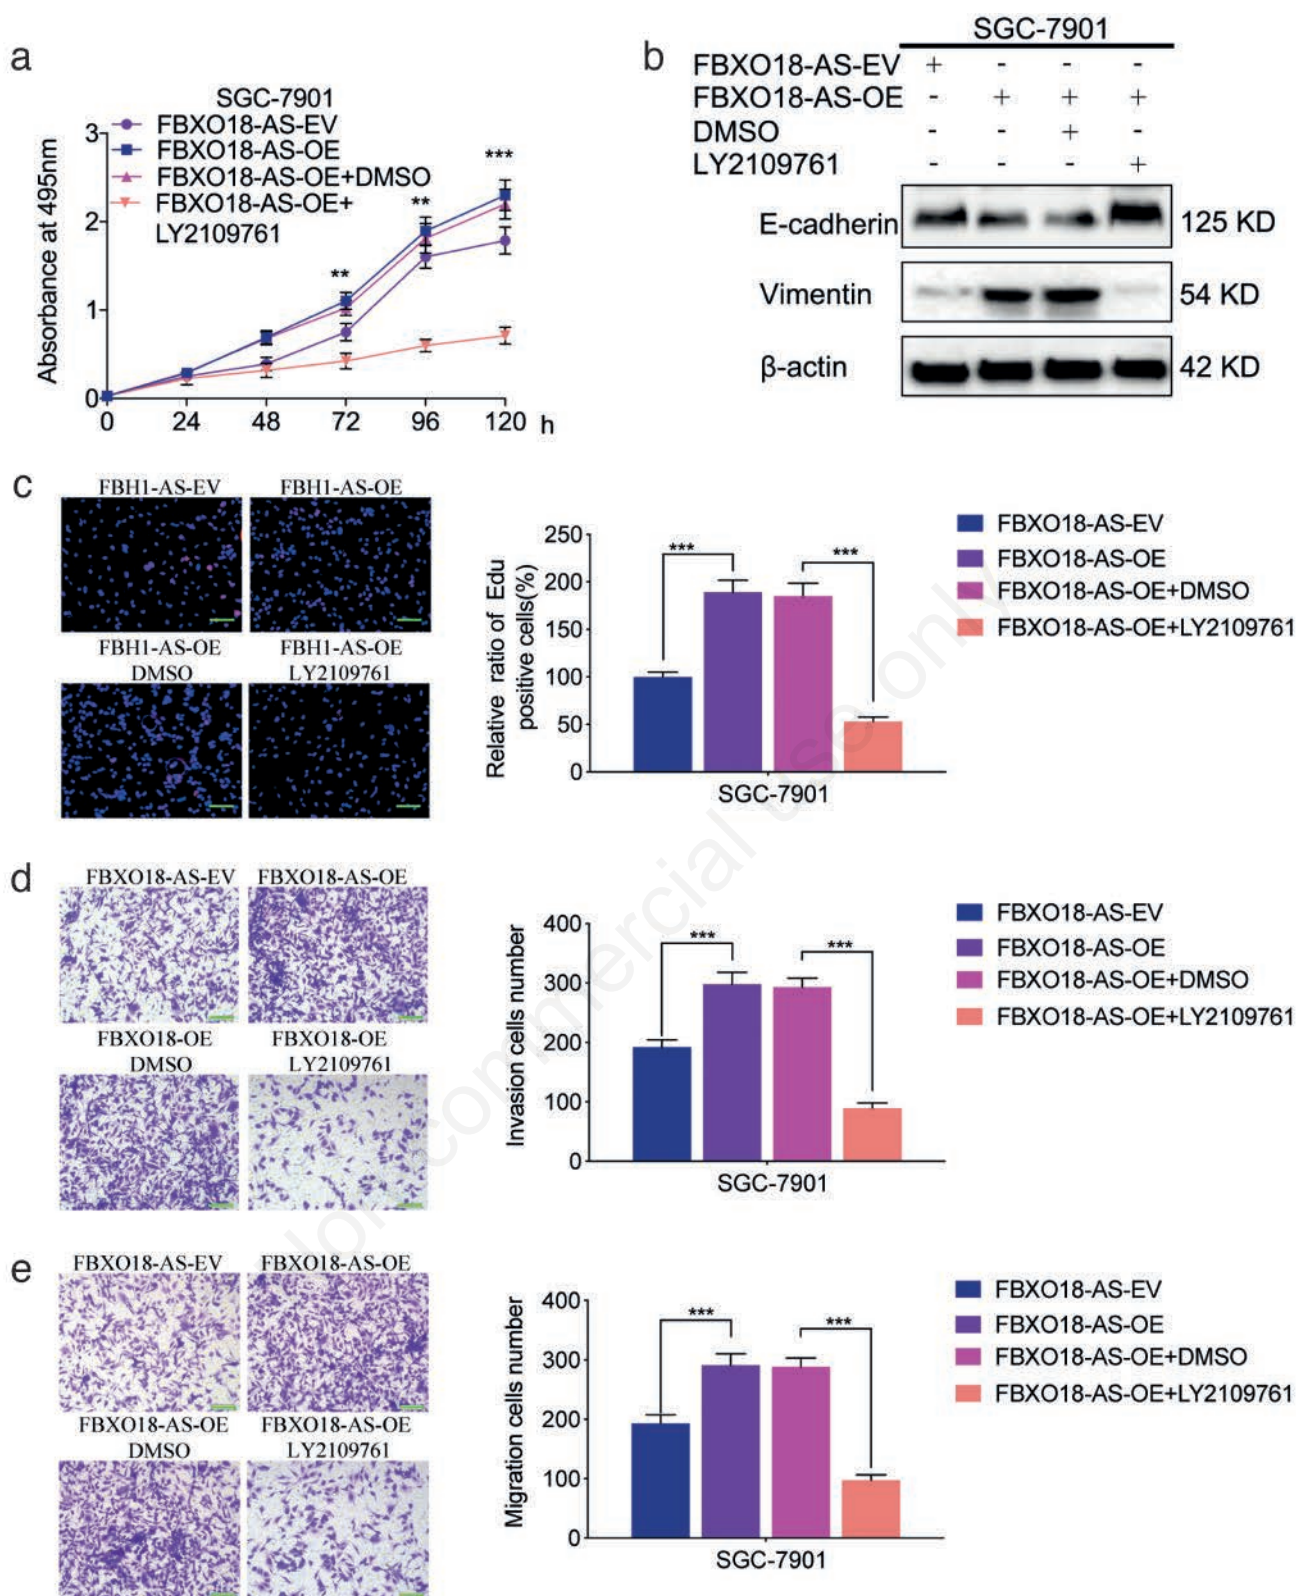 a
SGC-7901
FBXO18-AS-EV
FBXO18-AS-OE
FBXO18-AS-OE+DMSO
FBXO18-AS-OE+
LY2109761
Absorbance at 495nm
3
2
1
0
** ** ***
0 24 48 72 96 120 h
b
SGC-7901
FBXO18-AS-EV + - - -
FBXO18-AS-OE - + + +
DMSO - - + -
LY2109761 - - - +
E-cadherin 125 KD
Vimentin 54 KD
β-actin 42 KD
c
FBH1-AS-EV FBH1-AS-OE
FBH1-AS-OE FBH1-AS-OE
DMSO LY2109761
Relative ratio of Edu
positive cells(%)
250
200
150
100
50
0
*** ***
SGC-7901
FBXO18-AS-EV
FBXO18-AS-OE
FBXO18-AS-OE+DMSO
FBXO18-AS-OE+LY2109761
d
FBXO18-AS-EV FBXO18-AS-OE
FBXO18-OE FBXO18-OE
DMSO LY2109761
Invasion cells number
400
300
200
100
0
*** ***
SGC-7901
FBXO18-AS-EV
FBXO18-AS-OE
FBXO18-AS-OE+DMSO
FBXO18-AS-OE+LY2109761
e
FBXO18-AS-EV FBXO18-AS-OE
FBXO18-AS-OE FBXO18-AS-OE
DMSO LY2109761
Migration cells number
400
300
200
100
0
*** ***
SGC-7901
FBXO18-AS-EV
FBXO18-AS-OE
FBXO18-AS-OE+DMSO
FBXO18-AS-OE+LY2109761
commercial use only